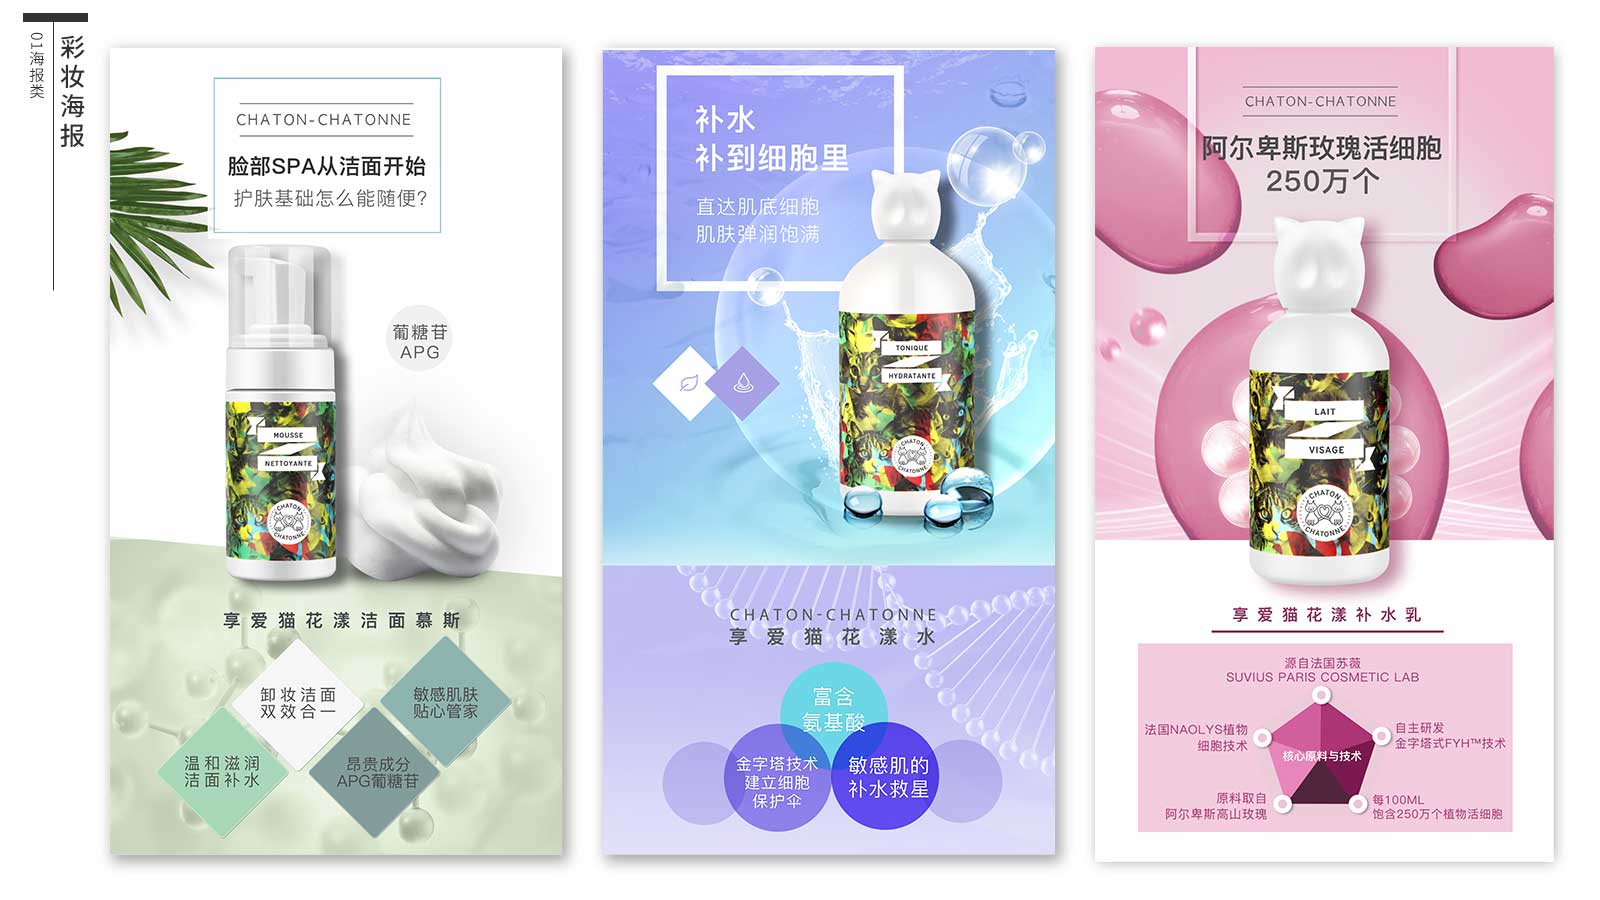 彩妆海报
01海报类
CHATON-CHATONNE
脸部SPA从洁面开始
护肤基础怎么能随便?
葡糖苷
APG
MOUSSE
NETTOYANTE
CHATON
CHATONNE
享爱猫花漾洁面慕斯
卸妆洁面
双效合一
敏感肌肤
贴心管家
温和滋润
洁面补水
昂贵成分
APG葡糖苷
补水
补到细胞里
直达肌底细胞
肌肤弹润饱满
TONIQUE
HYDRATANTE
CHATON
CHATONNE
CHATON-CHATONNE
享爱猫花漾水
富含
氨基酸
金字塔技术
建立细胞
保护伞
敏感肌的
补水救星
CHATON-CHATONNE
阿尔卑斯玫瑰活细胞
250万个
LAIT
VISAGE
CHATON
CHATONNE
享爱猫花漾补水乳
源自法国苏薇
SUVIUS PARIS COSMETIC LAB
法国NAOLYS植物
细胞技术
自主研发
金字塔式FYH™技术
核心原料与技术
原料取自
阿尔卑斯高山玫瑰
每100ML
饱含250万个植物活细胞